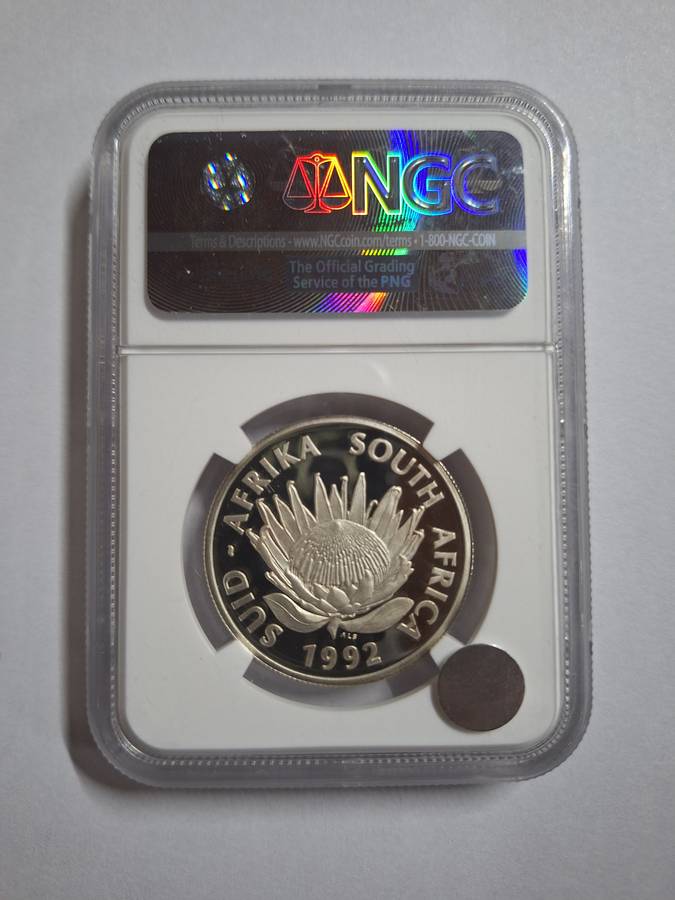 NGC
Terms & Descriptions • www.NGCcoin.com/terms • 1-800-NGC-COIN
The Official Grading
Service of the PNG
SUID - AFRIKA SOUTH AFRICA
ALS
1992